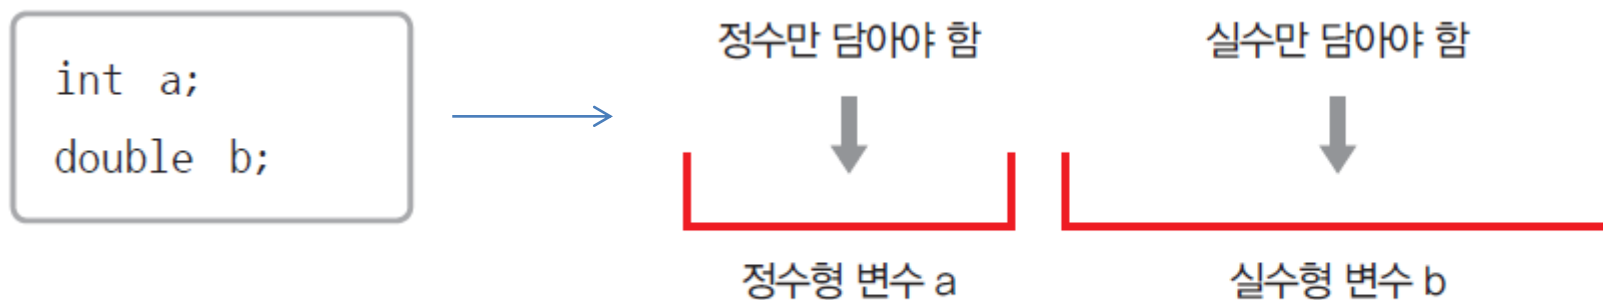 int a;
double b;
정수만 담아야 함
정수형 변수 a
실수만 담아야 함
실수형 변수 b